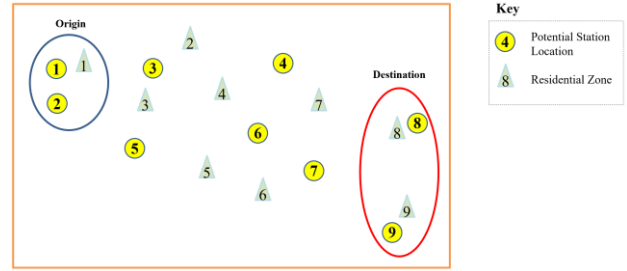 Key
Origin
2
4 Potential Station
Location
1 1 3 4
Destination
8 Residential Zone
2 3 4 7
8 8
6
5
5 7
6
9
9